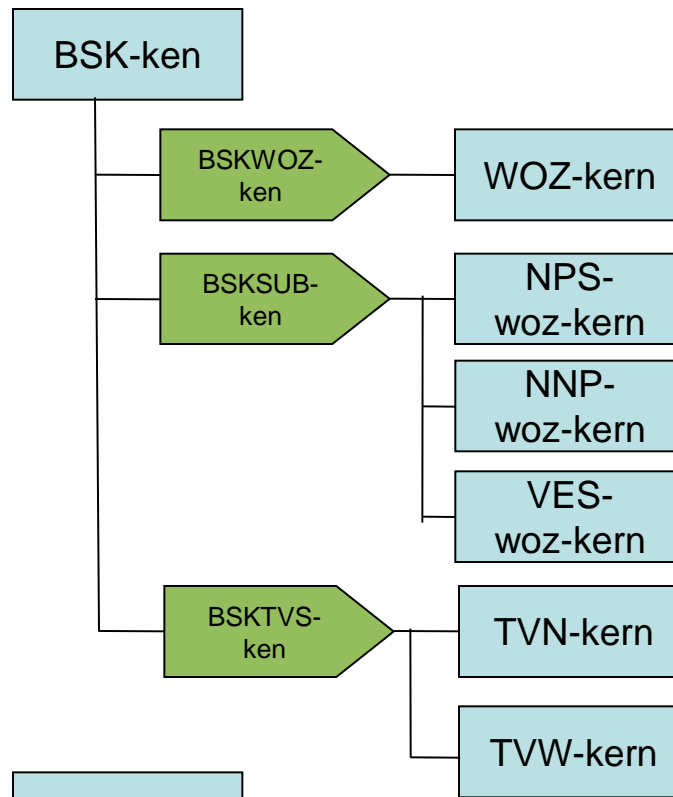 BSK-ken
BSKWOZ-
ken
WOZ-kern
BSKSUB-
ken
NPS-
woz-kern
NNP-
woz-kern
VES-
woz-kern
BSKTVS-
ken
TVN-kern
TVW-kern